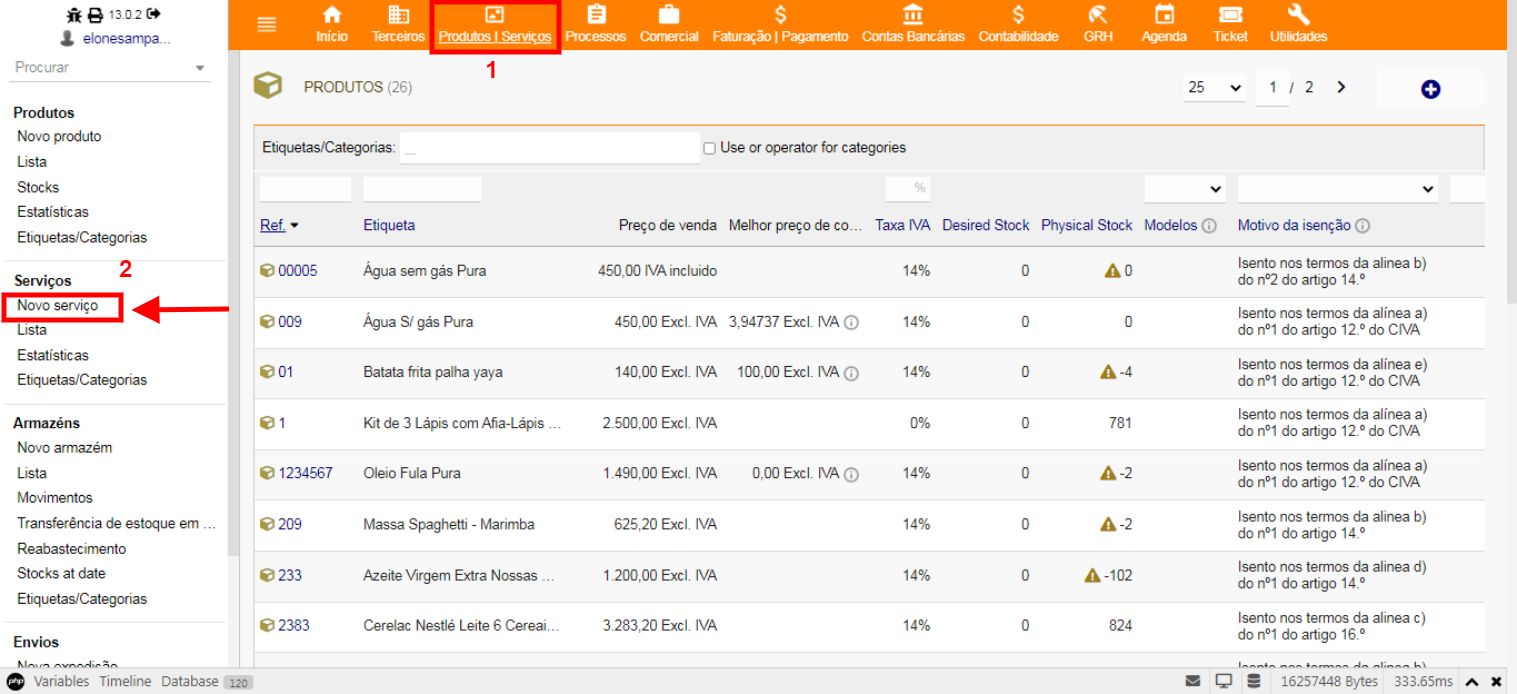 13.0.2
elonesampa...
Início
Terceiros
Produtos | Serviços
Processos
Comercial
Faturação | Pagamento
Contas Bancárias
Contabilidade
GRH
Agenda
Ticket
Utilidades
1
Procurar
Produtos
Novo produto
Lista
Stocks
Estatísticas
Etiquetas/Categorias
2
Serviços
Novo serviço
Lista
Estatísticas
Etiquetas/Categorias
Armazéns
Novo armazém
Lista
Movimentos
Transferência de estoque em ...
Reabastecimento
Stocks at date
Etiquetas/Categorias
Envios
Nova expedição
PRODUTOS (26)
25
1 / 2
Etiquetas/Categorias:
Use or operator for categories
%
Ref. Etiqueta Preço de venda Melhor preço de co... Taxa IVA Desired Stock Physical Stock Modelos Motivo da isenção
00005 Água sem gás Pura 450,00 IVA incluido 14% 0 0 Isento nos termos da alinea b)
do nº2 do artigo 14.º
009 Água S/ gás Pura 450,00 Excl. IVA 3,94737 Excl. IVA 14% 0 0 Isento nos termos da alínea a)
do nº1 do artigo 12.º do CIVA
01 Batata frita palha yaya 140,00 Excl. IVA 100,00 Excl. IVA 14% 0 -4 Isento nos termos da alínea e)
do nº1 do artigo 12.º do CIVA
1 Kit de 3 Lápis com Afia-Lápis ... 2.500,00 Excl. IVA 0% 0 781 Isento nos termos da alínea a)
do nº1 do artigo 12.º do CIVA
1234567 Oleio Fula Pura 1.490,00 Excl. IVA 0,00 Excl. IVA 14% 0 -2 Isento nos termos da alínea a)
do nº1 do artigo 12.º do CIVA
209 Massa Spaghetti - Marimba 625,20 Excl. IVA 14% 0 -2 Isento nos termos da alinea b)
do nº1 do artigo 14.º
233 Azeite Virgem Extra Nossas ... 1.200,00 Excl. IVA 14% 0 -102 Isento nos termos da alinea d)
do nº1 do artigo 14.º
2383 Cerelac Nestlé Leite 6 Cereai... 3.283,20 Excl. IVA 14% 0 824 Isento nos termos da alinea c)
do nº1 do artigo 16.º
Isento nos termos da alinea b)
php Variables Timeline Database 120
16257448 Bytes 333.65ms